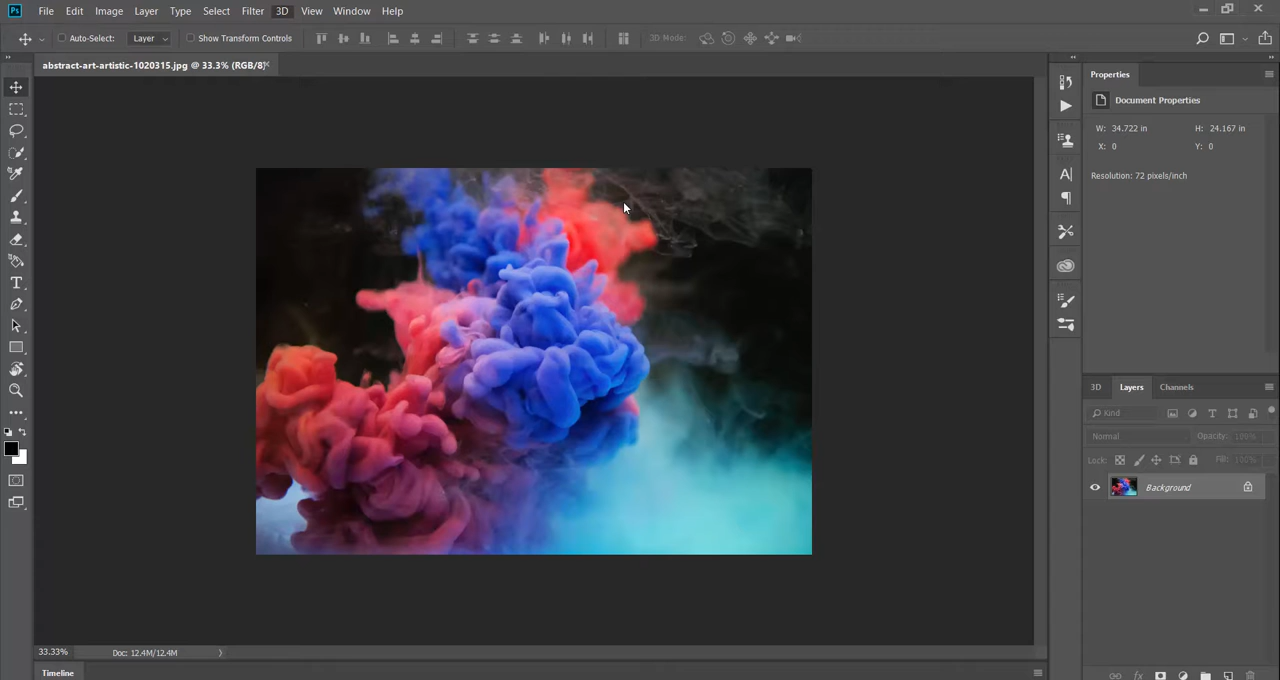 Ps File Edit Image Layer Type Select Filter 3D View Window Help
Auto-Select: Layer Show Transform Controls 3D Mode:
abstract-art-artistic-1020315.jpg @ 33.3% (RGB/8)
Properties
Document Properties
W: 34.722 in H: 24.167 in
X: 0 Y: 0
Resolution: 72 pixels/inch
3D Layers Channels
Kind
Normal Opacity: 100%
Lock: Fill: 100%
Background
33.33% Doc: 12.4M/12.4M
Timeline